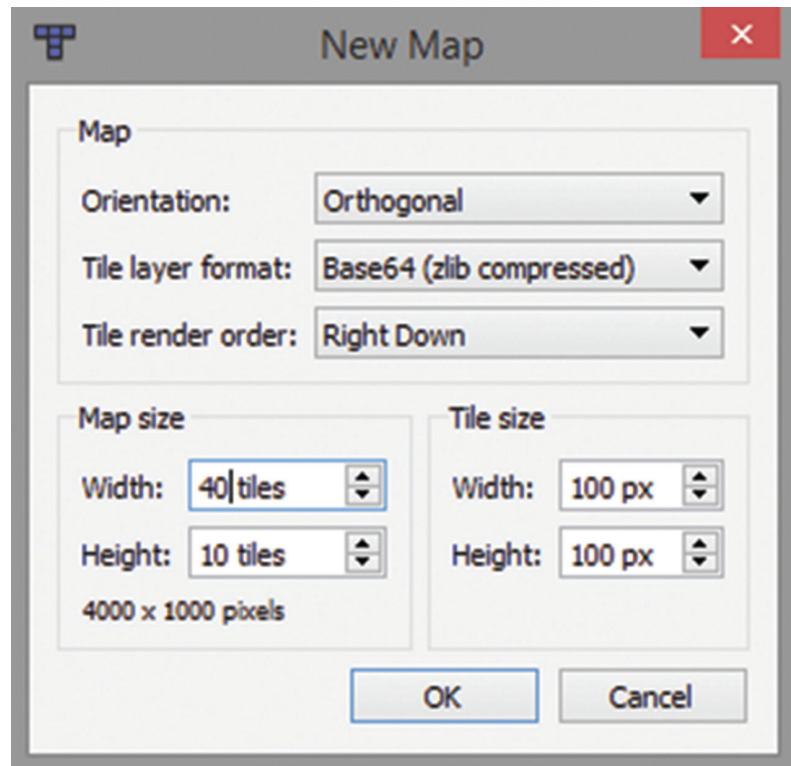 New Map
Map
Orientation: Orthogonal
Tile layer format: Base64 (zlib compressed)
Tile render order: Right Down
Map size
Width: 40 tiles
Height: 10 tiles
4000 x 1000 pixels
Tile size
Width: 100 px
Height: 100 px
OK Cancel